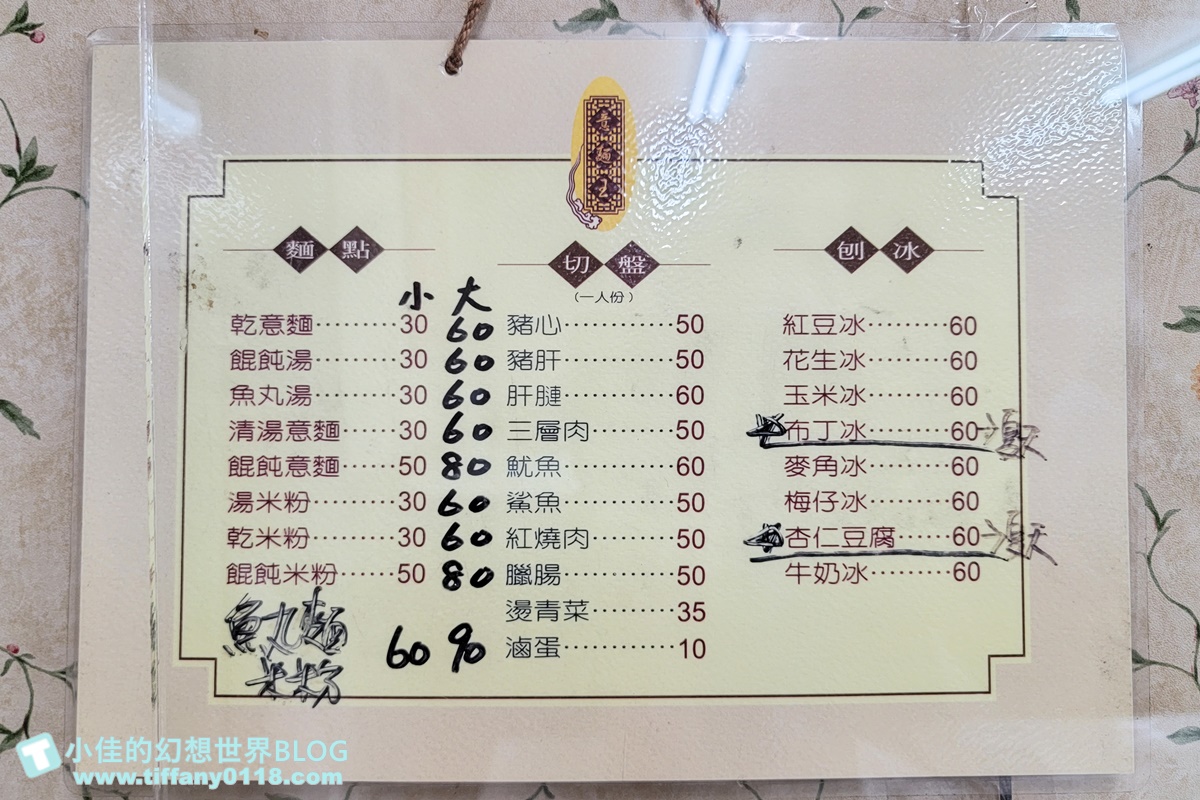 意麵王
麵點
小 大
乾意麵………30 60
餛飩湯………30 60
魚丸湯………30 60
清湯意麵……30 60
餛飩意麵……50 80
湯米粉………30 60
乾米粉………30 60
餛飩米粉……50 80
魚丸麵 60 90
米粉
切盤
(一人份)
豬心…………50
豬肝…………50
肝腱…………60
三層肉………50
魷魚…………60
鯊魚…………50
紅燒肉………50
臘腸…………50
燙青菜………35
滷蛋…………10
刨冰
紅豆冰………60
花生冰………60
玉米冰………60
布丁冰………60 夏天
麥角冰………60
梅仔冰………60
杏仁豆腐……60 夏天
牛奶冰………60
小佳的幻想世界BLOG
www.tiffany0118.com